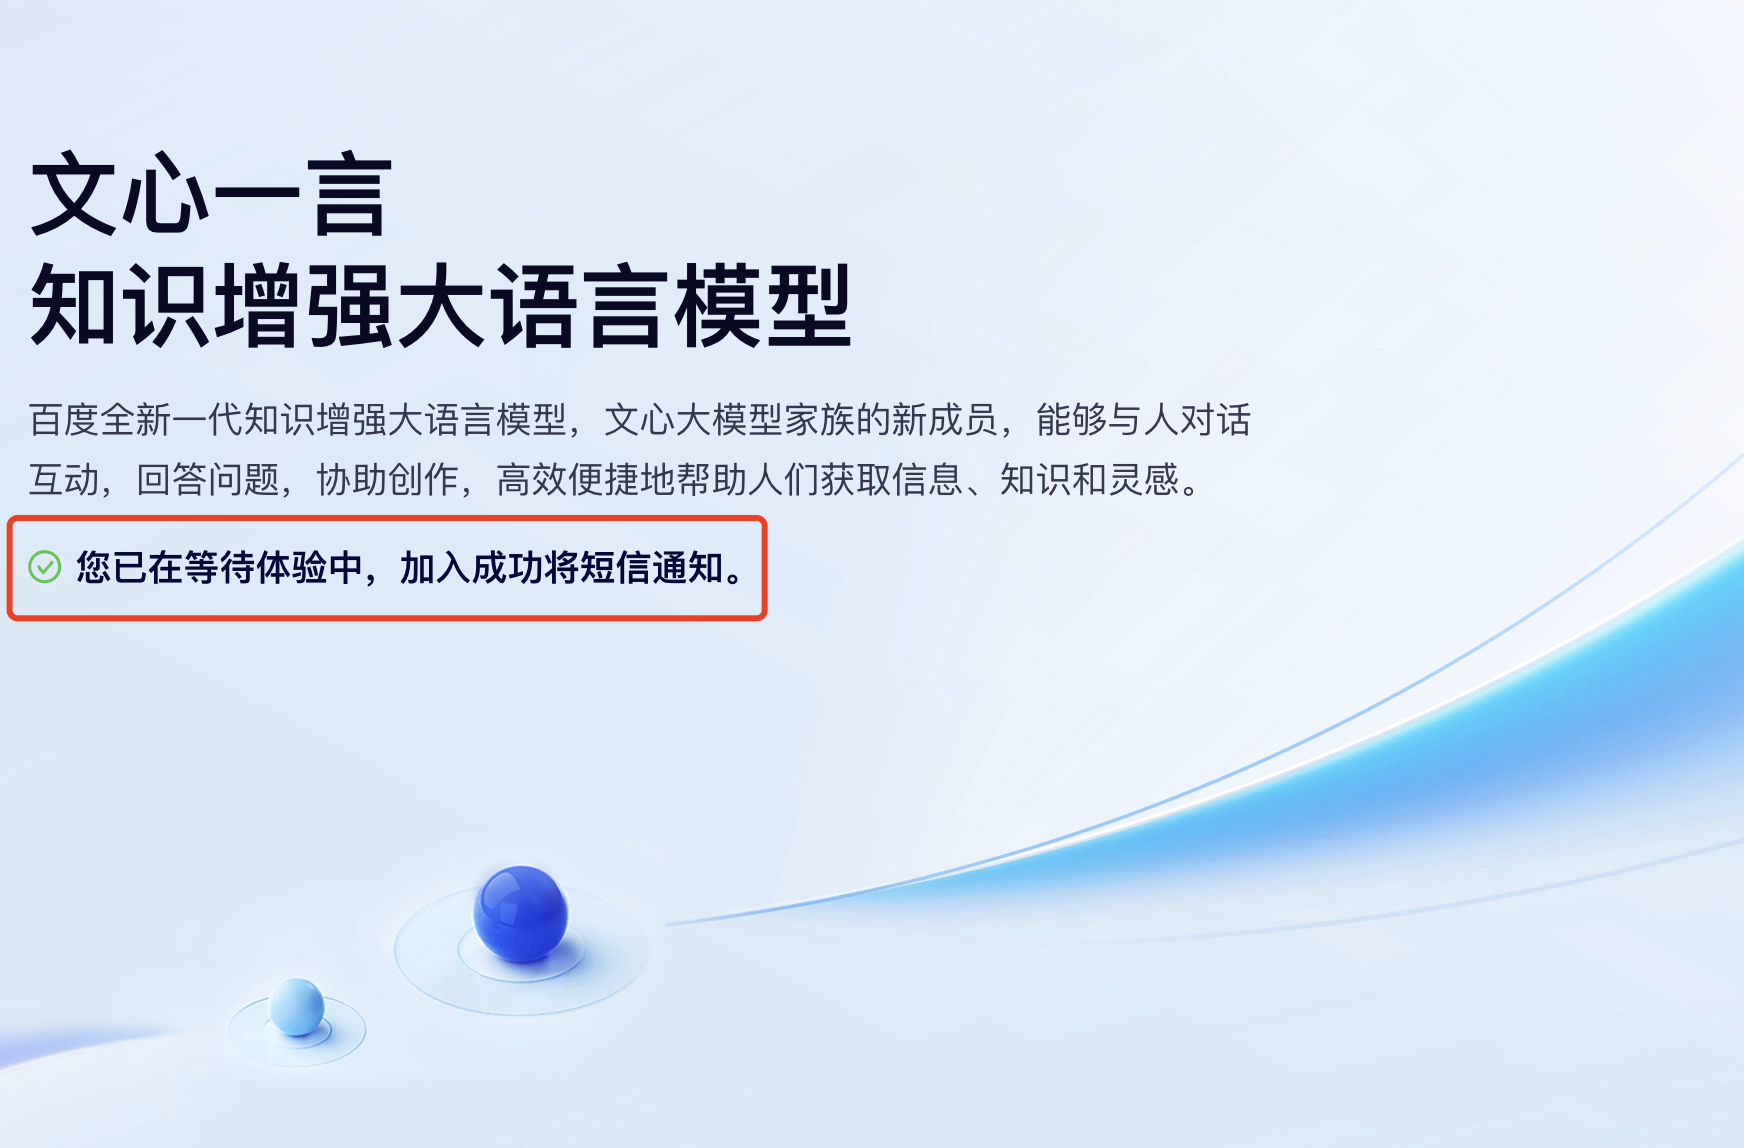 文心一言
知识增强大语言模型
百度全新一代知识增强大语言模型，文心大模型家族的新成员，能够与人对话
互动，回答问题，协助创作，高效便捷地帮助人们获取信息、知识和灵感。
您已在等待体验中，加入成功将短信通知。